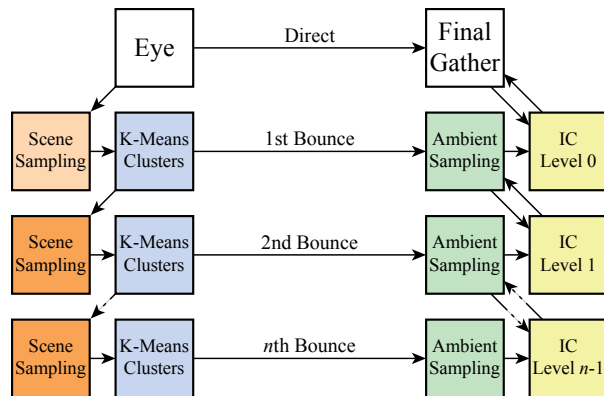 Eye
Direct
Final
Gather
Scene
Sampling
K-Means
Clusters
1st Bounce
Ambient
Sampling
IC
Level 0
Scene
Sampling
K-Means
Clusters
2nd Bounce
Ambient
Sampling
IC
Level 1
Scene
Sampling
K-Means
Clusters
nth Bounce
Ambient
Sampling
IC
Level n-1